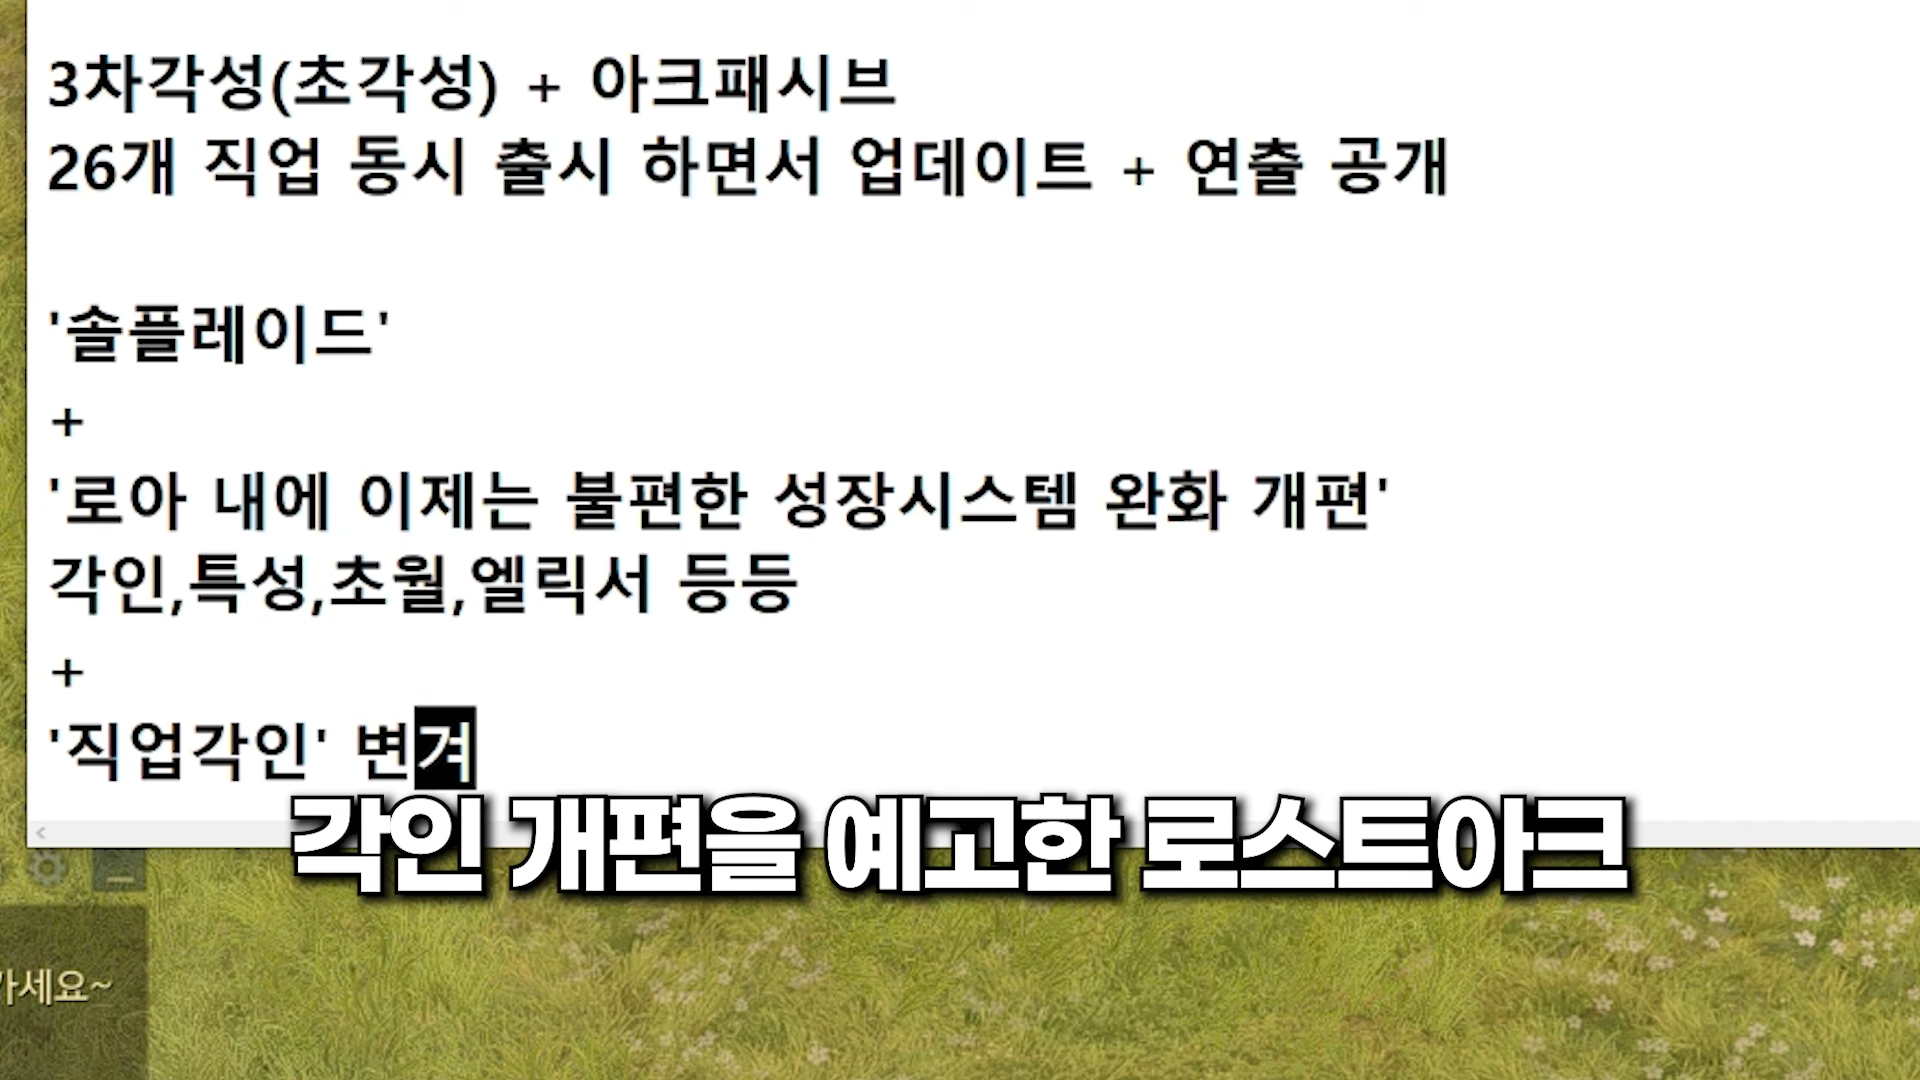 3차각성(초각성) + 아크패시브
26개 직업 동시 출시 하면서 업데이트 + 연출 공개
'솔플레이드'
+
'로아 내에 이제는 불편한 성장시스템 완화 개편'
각인,특성,초월,엘릭서 등등
+
'직업각인' 변겨
각인 개편을 예고한 로스트아크
가세요~